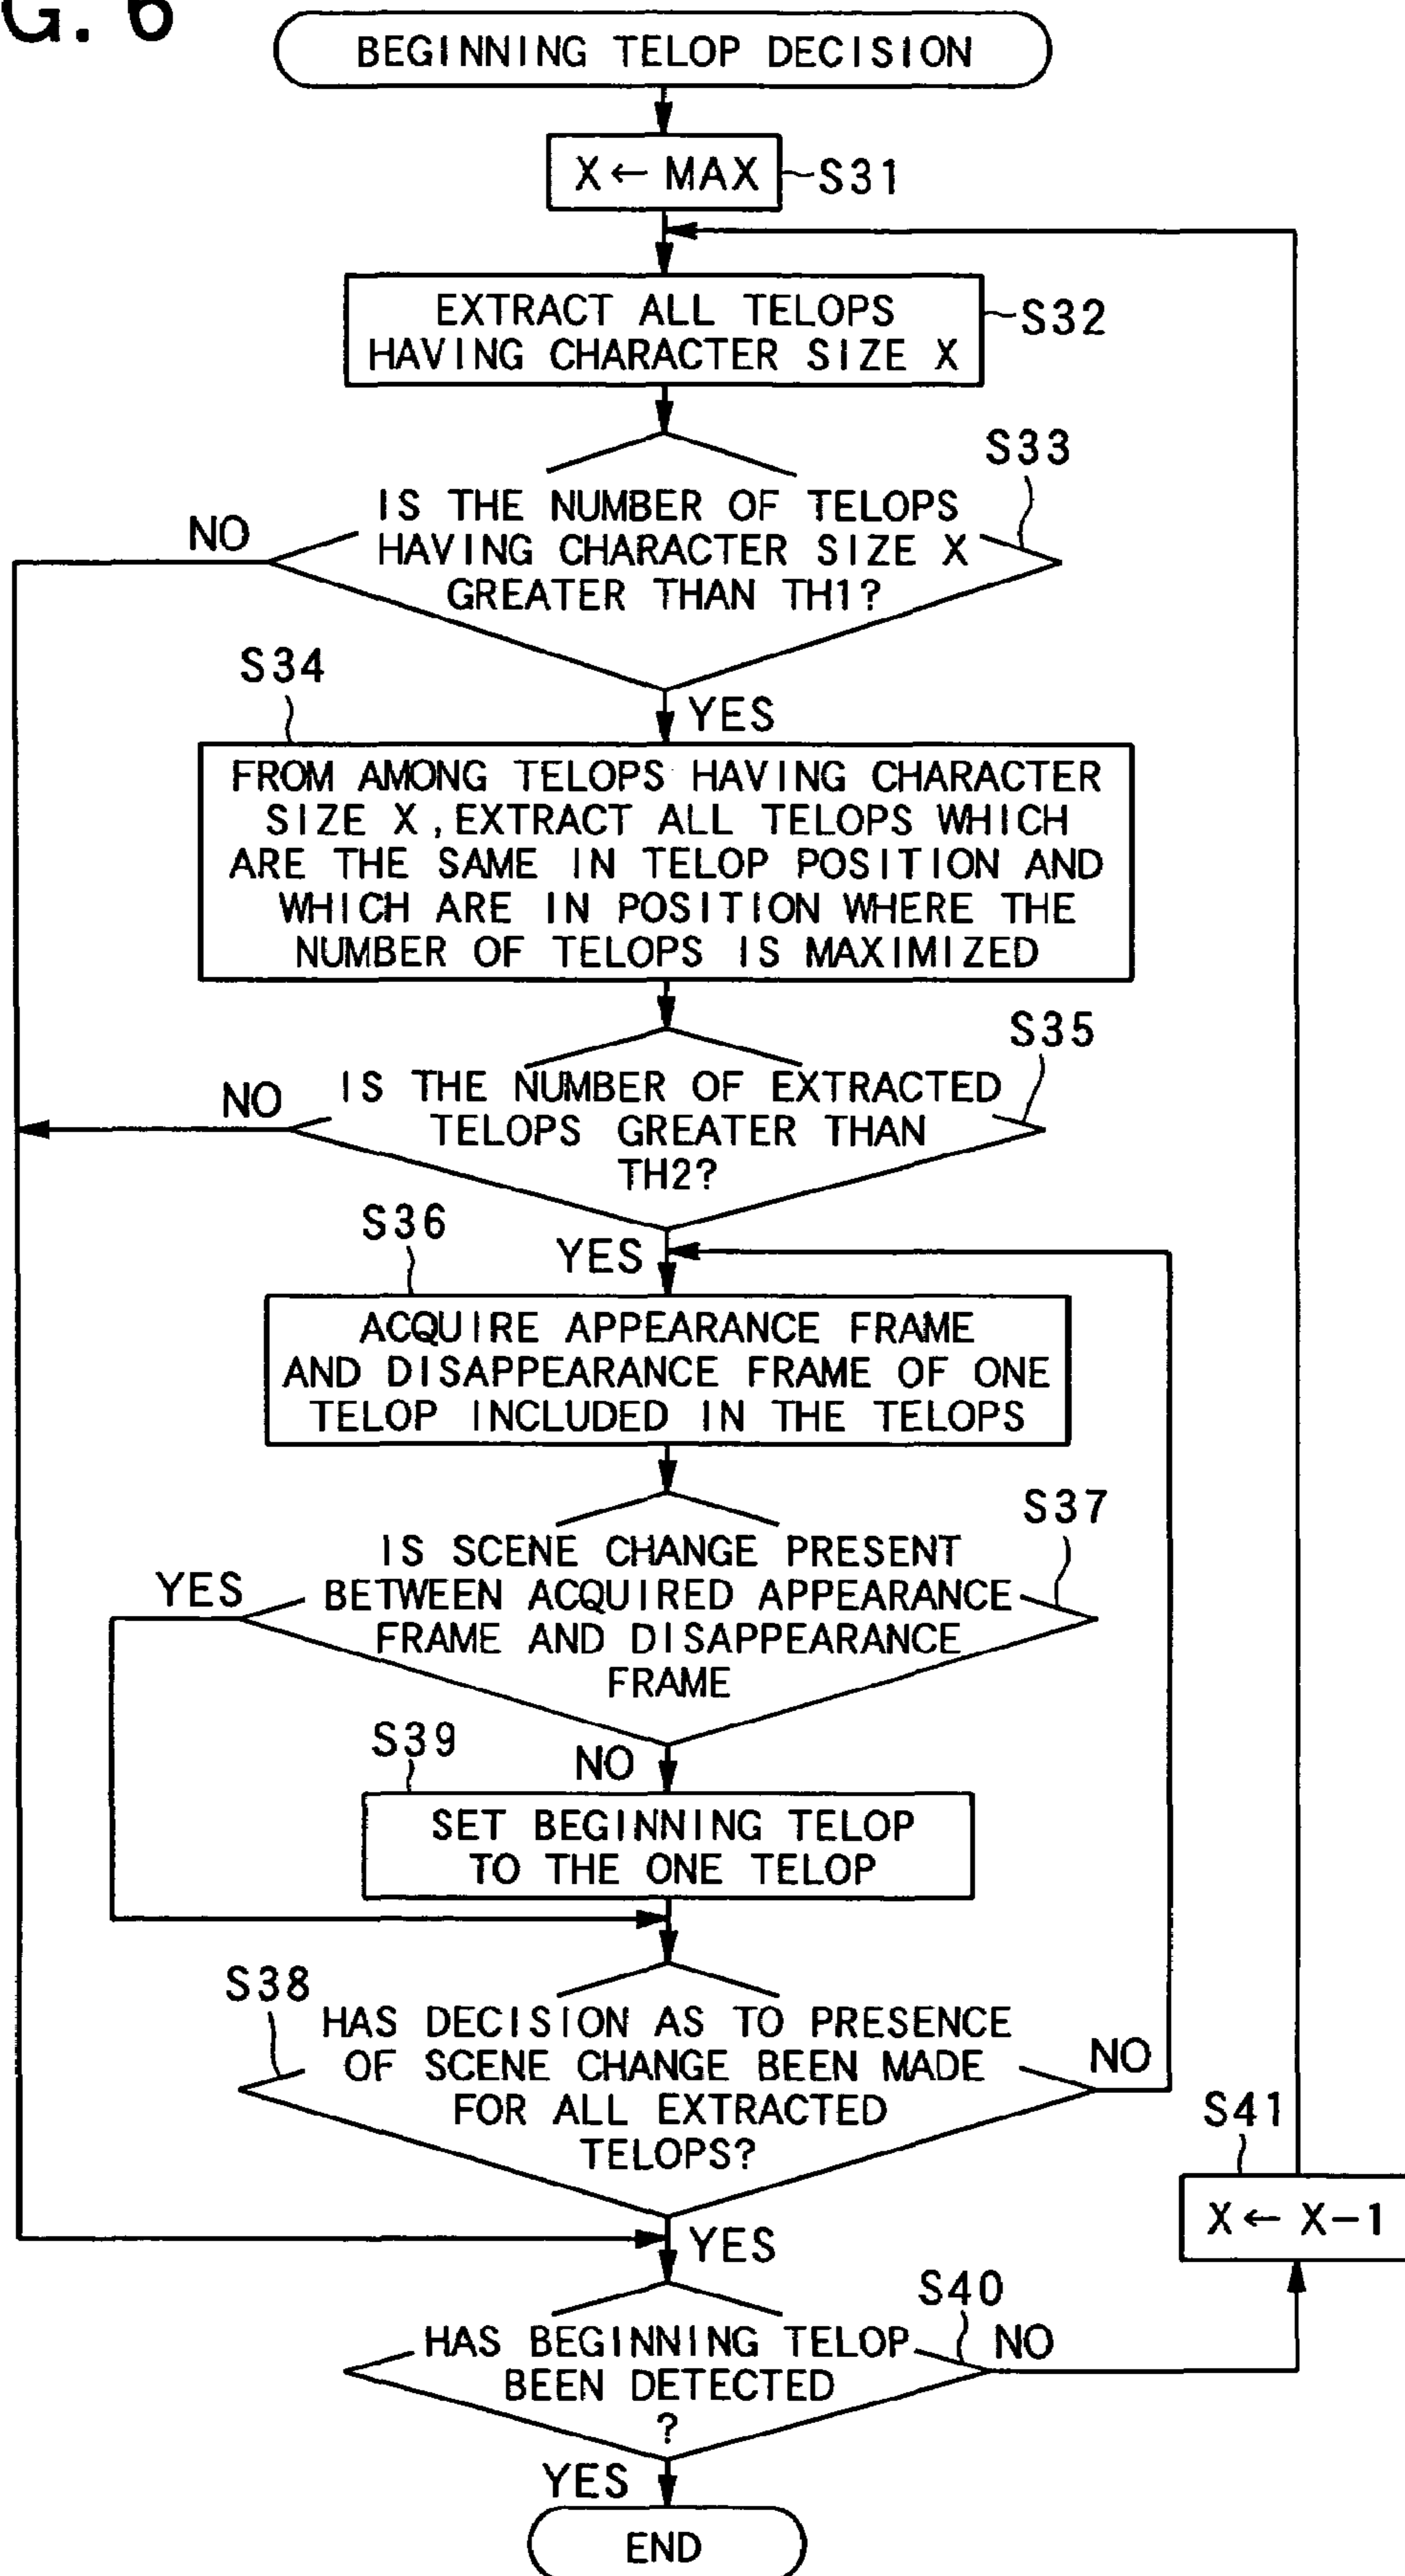 G. 6
BEGINNING TELOP DECISION
X ← MAX
S31
EXTRACT ALL TELOPS
HAVING CHARACTER SIZE X
S32
S33
IS THE NUMBER OF TELOPS
HAVING CHARACTER SIZE X
GREATER THAN TH1?
NO
YES
S34
FROM AMONG TELOPS HAVING CHARACTER
SIZE X, EXTRACT ALL TELOPS WHICH
ARE THE SAME IN TELOP POSITION AND
WHICH ARE IN POSITION WHERE THE
NUMBER OF TELOPS IS MAXIMIZED
S35
IS THE NUMBER OF EXTRACTED
TELOPS GREATER THAN
TH2?
NO
YES
S36
ACQUIRE APPEARANCE FRAME
AND DISAPPEARANCE FRAME OF ONE
TELOP INCLUDED IN THE TELOPS
S37
IS SCENE CHANGE PRESENT
BETWEEN ACQUIRED APPEARANCE
FRAME AND DISAPPEARANCE
FRAME
YES
NO
S39
SET BEGINNING TELOP
TO THE ONE TELOP
S38
HAS DECISION AS TO PRESENCE
OF SCENE CHANGE BEEN MADE
FOR ALL EXTRACTED
TELOPS?
NO
YES
S41
X ← X-1
S40
HAS BEGINNING TELOP
BEEN DETECTED
?
NO
YES
END